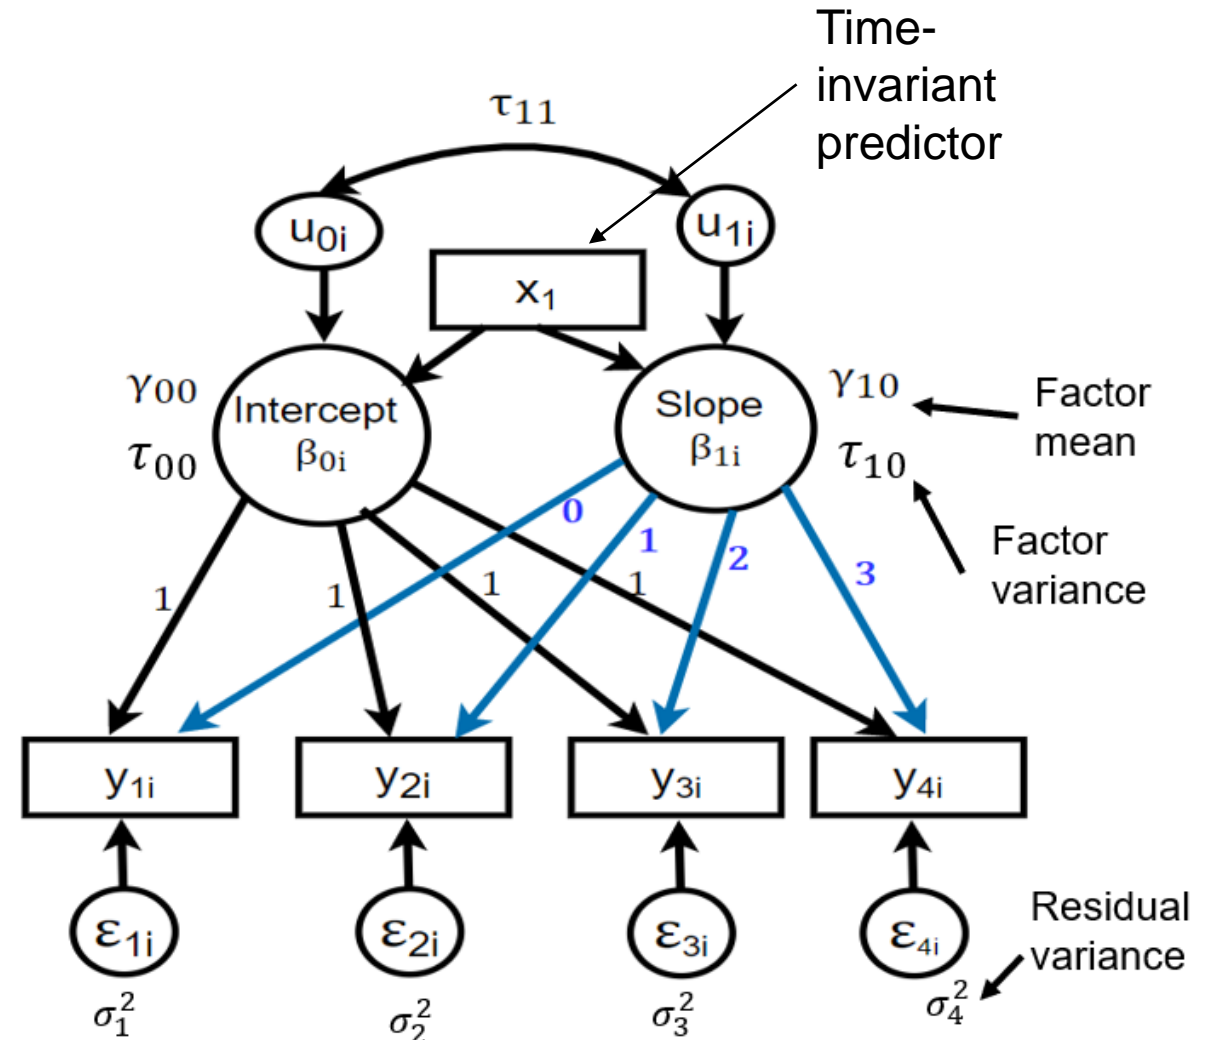 Time-
invariant
predictor
τ₁₁
u₀ᵢ
u₁ᵢ
x₁
γ₀₀
Intercept
Slope
γ₁₀
Factor
mean
τ₀₀
β₀ᵢ
β₁ᵢ
τ₁₀
0
1
2
3
Factor
variance
1
1
1
1
y₁ᵢ
y₂ᵢ
y₃ᵢ
y₄ᵢ
ε₁ᵢ
ε₂ᵢ
ε₃ᵢ
ε₄ᵢ
Residual
variance
σ₁²
σ₂²
σ₃²
σ₄²